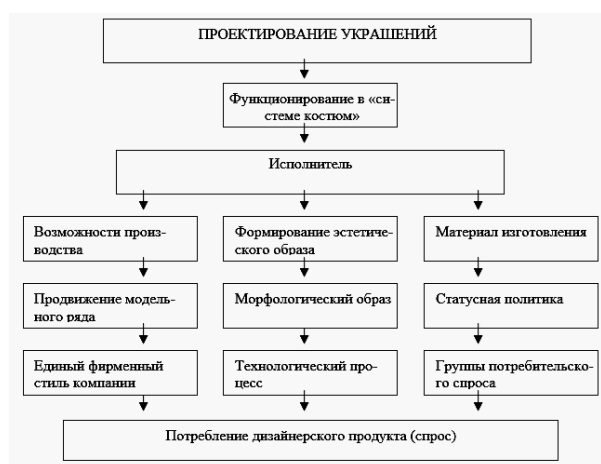 ПРОЕКТИРОВАНИЕ УКРАШЕНИЙ
Функционирование в «си-
стеме костюм»
Исполнитель
Возможности произ-
водства
Формирование эстетиче-
ского образа
Материал изготовления
Продвижение модель-
ного ряда
Морфологический образ
Статусная политика
Единый фирменный
стиль компании
Технологический про-
цесс
Группы потребительско-
го спроса
Потребление дизайнерского продукта (спрос)